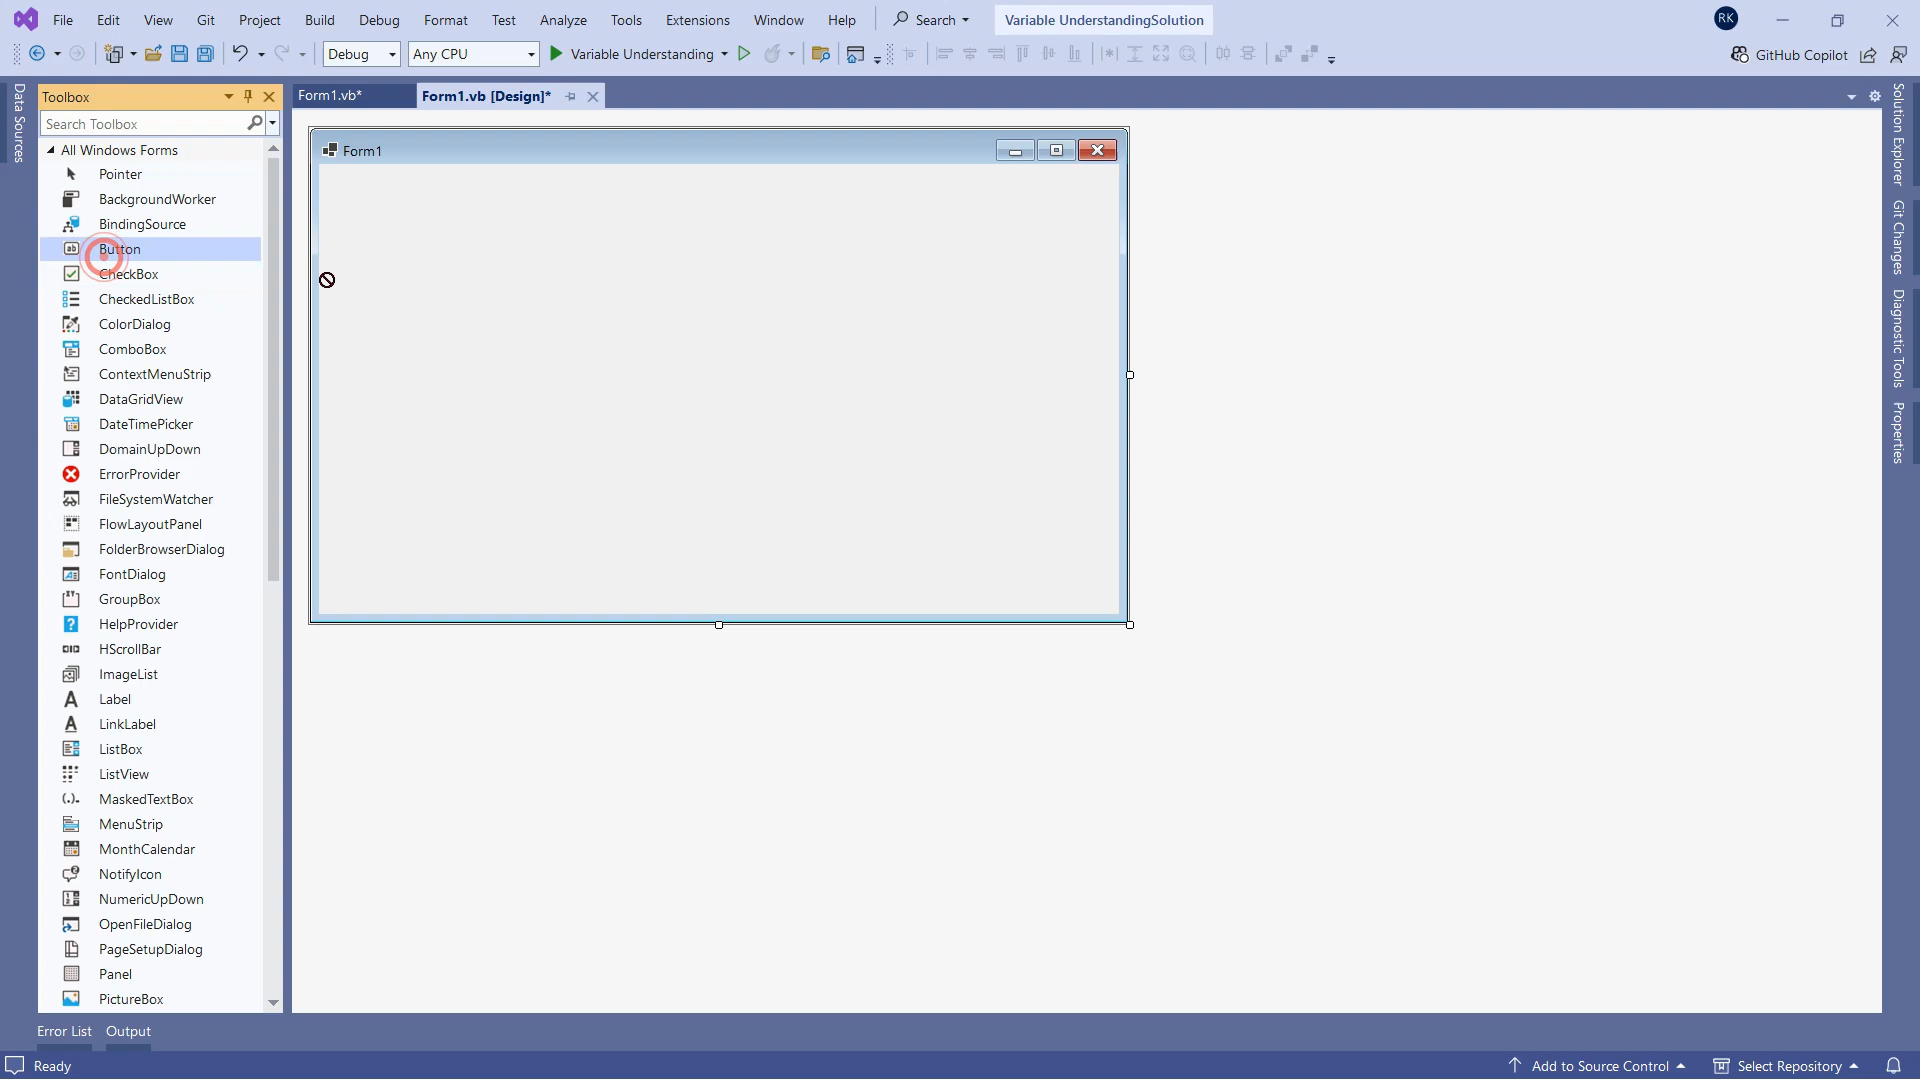 File Edit View Git Project Build Debug Format Test Analyze Tools Extensions Window Help Search Variable UnderstandingSolution RK
Debug Any CPU Variable Understanding GitHub Copilot
Data Sources
Toolbox
Search Toolbox
All Windows Forms
Pointer
BackgroundWorker
BindingSource
Button
CheckBox
CheckedListBox
ColorDialog
ComboBox
ContextMenuStrip
DataGridView
DateTimePicker
DomainUpDown
ErrorProvider
FileSystemWatcher
FlowLayoutPanel
FolderBrowserDialog
FontDialog
GroupBox
HelpProvider
HScrollBar
ImageList
Label
LinkLabel
ListBox
ListView
MaskedTextBox
MenuStrip
MonthCalendar
NotifyIcon
NumericUpDown
OpenFileDialog
PageSetupDialog
Panel
PictureBox
Form1.vb* Form1.vb [Design]*
Form1
Solution Explorer
Git Changes
Diagnostic Tools
Properties
Error List Output
Ready Add to Source Control Select Repository